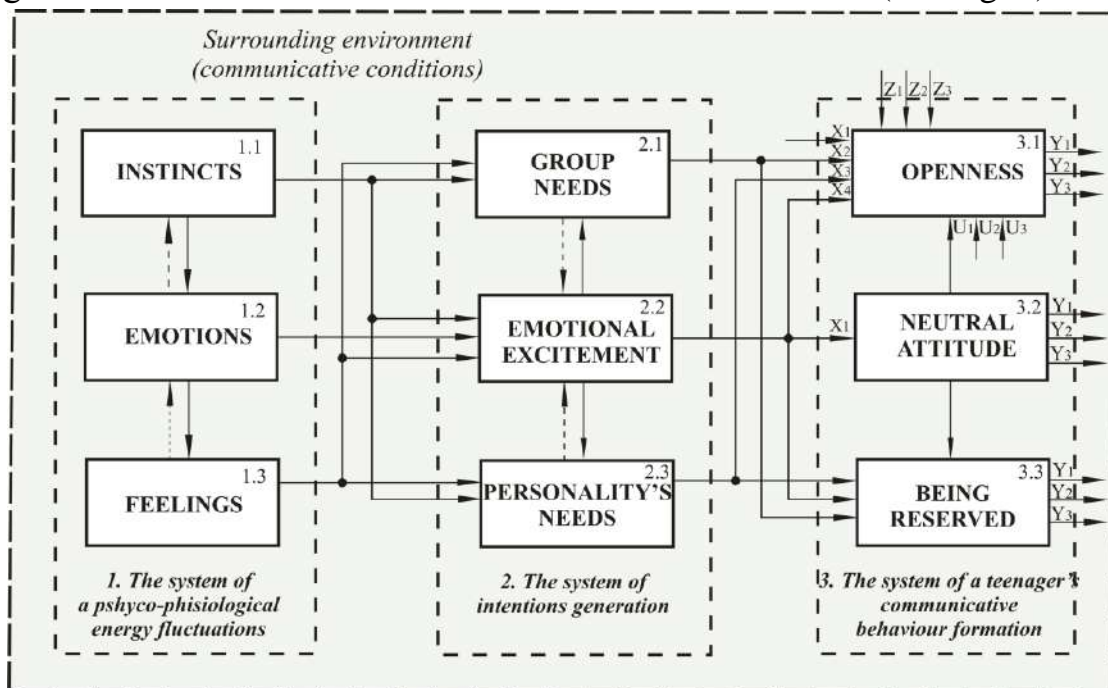 Surrounding environment
(communicative conditions)
1.1
INSTINCTS
1.2
EMOTIONS
1.3
FEELINGS
1. The system of
a pshyco-phisiological
energy fluctuations
2.1
GROUP
NEEDS
2.2
EMOTIONAL
EXCITEMENT
2.3
PERSONALITY'S
NEEDS
2. The system of
intentions generation
Z1 Z2 Z3
X1
X2
X3
X4
3.1
OPENNESS
Y1
Y2
Y3
U1 U2 U3
X1
3.2
NEUTRAL
ATTITUDE
Y1
Y2
Y3
3.3
BEING
RESERVED
Y1
Y2
Y3
3. The system of a teenager's
communicative
behaviour formation